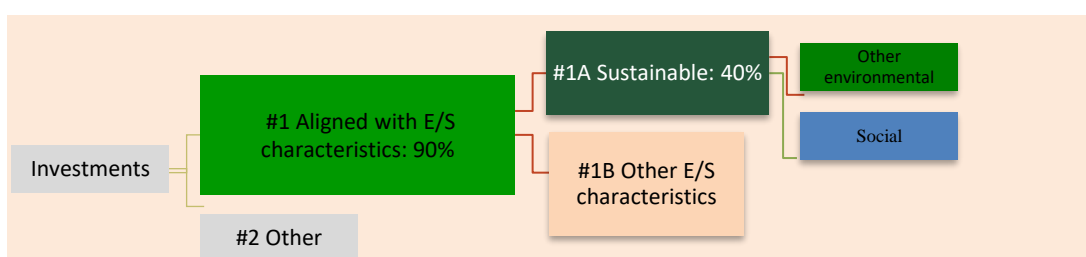 Investments
#1 Aligned with E/S
characteristics: 90%
#2 Other
#1A Sustainable: 40%
#1B Other E/S
characteristics
Other
environmental
Social